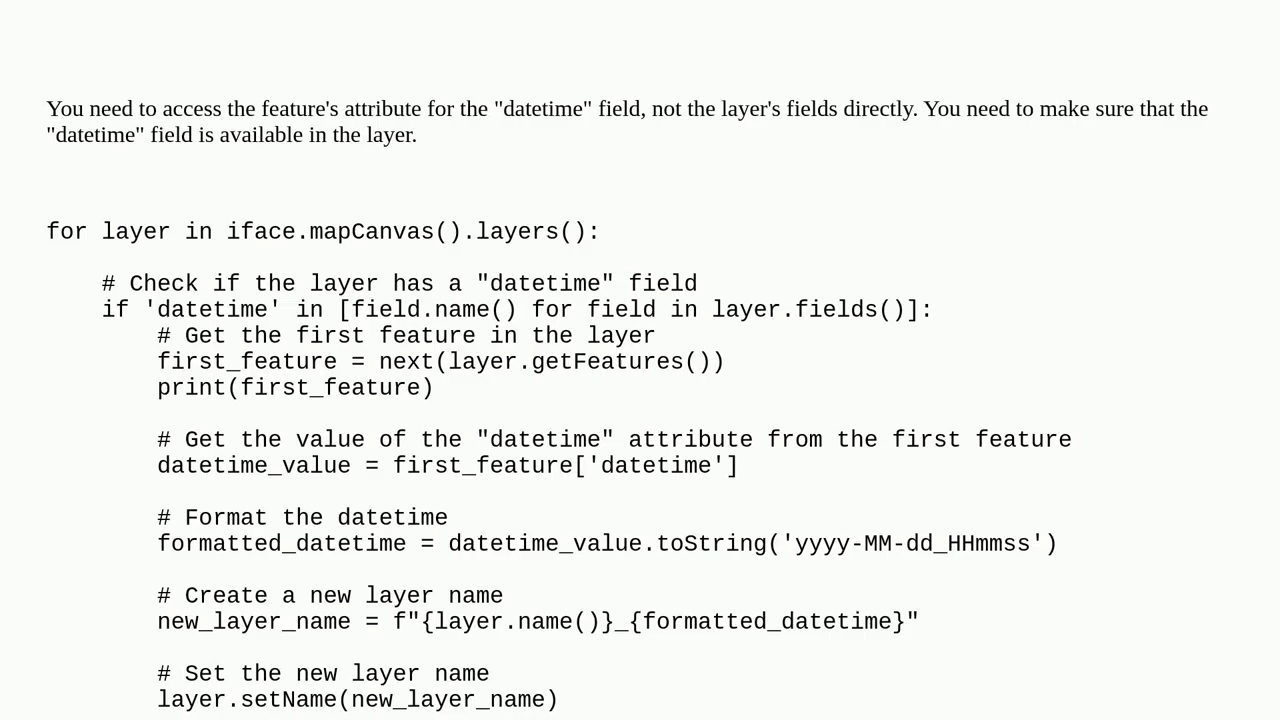 You need to access the feature's attribute for the "datetime" field, not the layer's fields directly. You need to make sure that the
"datetime" field is available in the layer.
for layer in iface.mapCanvas().layers():
    # Check if the layer has a "datetime" field
    if 'datetime' in [field.name() for field in layer.fields()]:
        # Get the first feature in the layer
        first_feature = next(layer.getFeatures())
        print(first_feature)
        # Get the value of the "datetime" attribute from the first feature
        datetime_value = first_feature['datetime']
        # Format the datetime
        formatted_datetime = datetime_value.toString('yyyy-MM-dd_HHmmss')
        # Create a new layer name
        new_layer_name = f"{layer.name()}_{formatted_datetime}"
        # Set the new layer name
        layer.setName(new_layer_name)